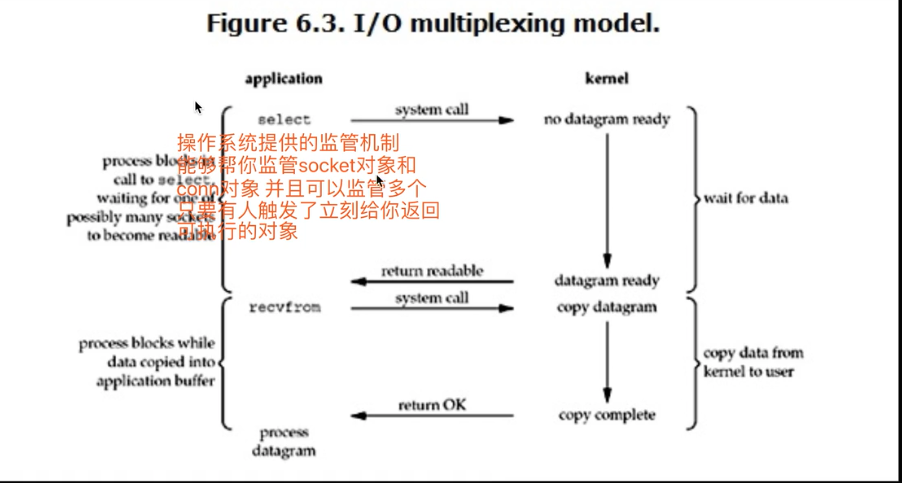 Figure 6.3. I/O multiplexing model.
application
kernel
select
system call
no datagram ready
操作系统提供的监管机制
能够帮你监管socket对象和
conn对象 并且可以监管多个
只要有人触发了立刻给你返回
可执行的对象
process blocks in
call to select,
waiting for one of
possibly many sockets
to become readable
wait for data
return readable
datagram ready
recvfrom
system call
copy datagram
process blocks while
data copied into
application buffer
copy data from
kernel to user
return OK
copy complete
process
datagram